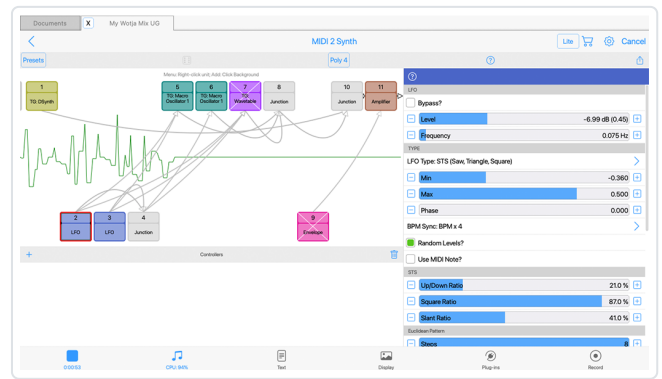 Documents X My Wotja Mix UG
MIDI 2 Synth Lite Cancel
Presets Poly 4 ?
Menu: Right-click unit; Add: Click Background
1
TG: DSynth
5
TG: Macro
Oscillator 1
6
TG: Macro
Oscillator 1
7
TG:
Wavetable
8
Junction
10
Junction
11
Amplifier
2
LFO
3
LFO
4
Junction
9
Envelope
+ Controllers
?
LFO
Bypass?
Level -6.99 dB (0.45)
Frequency 0.075 Hz
TYPE
LFO Type: STS (Saw, Triangle, Square)
Min -0.360
Max 0.500
Phase 0.000
BPM Sync: BPM x 4
Random Levels?
Use MIDI Note?
STS
Up/Down Ratio 21.0 %
Square Ratio 87.0 %
Slant Ratio 41.0 %
Euclidean Pattern
Steps 8
0:00:53 CPU: 94% Text Display Plug-ins Record